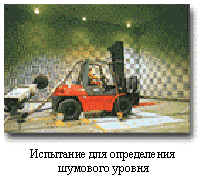 Испытание для определения
шумового уровня